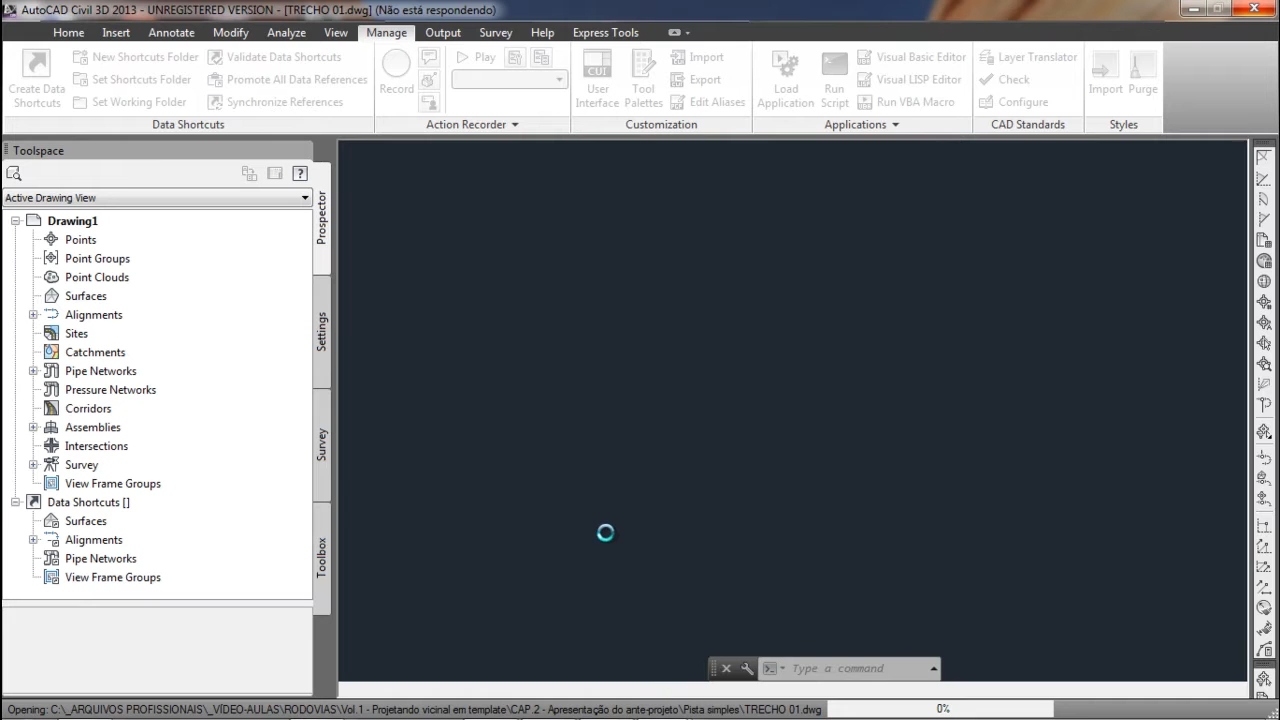 AutoCAD Civil 3D 2013 - UNREGISTERED VERSION - [TRECHO 01.dwg] (Não está respondendo)
Home Insert Annotate Modify Analyze View Manage Output Survey Help Express Tools
Create Data Shortcuts
New Shortcuts Folder
Set Shortcuts Folder
Set Working Folder
Validate Data Shortcuts
Promote All Data References
Synchronize References
Data Shortcuts
Record
Play
Action Recorder
CUI
User Interface
Tool Palettes
Import
Export
Edit Aliases
Customization
Load Application
Run Script
Visual Basic Editor
Visual LISP Editor
Run VBA Macro
Applications
Layer Translator
Check
Configure
CAD Standards
Import
Purge
Styles
Toolspace
?
Active Drawing View
Drawing1
Points
Point Groups
Point Clouds
Surfaces
Alignments
Sites
Catchments
Pipe Networks
Pressure Networks
Corridors
Assemblies
Intersections
Survey
View Frame Groups
Data Shortcuts []
Surfaces
Alignments
Pipe Networks
View Frame Groups
Prospector
Settings
Survey
Toolbox
Type a command
Opening: C:\_ARQUIVOS PROFISSIONAIS\_VÍDEO-AULAS\RODOVIAS\Vol.1 - Projetando vicinal em template\CAP.2 - Apresentação do ante-projeto\Pista simples\TRECHO 01.dwg
0%